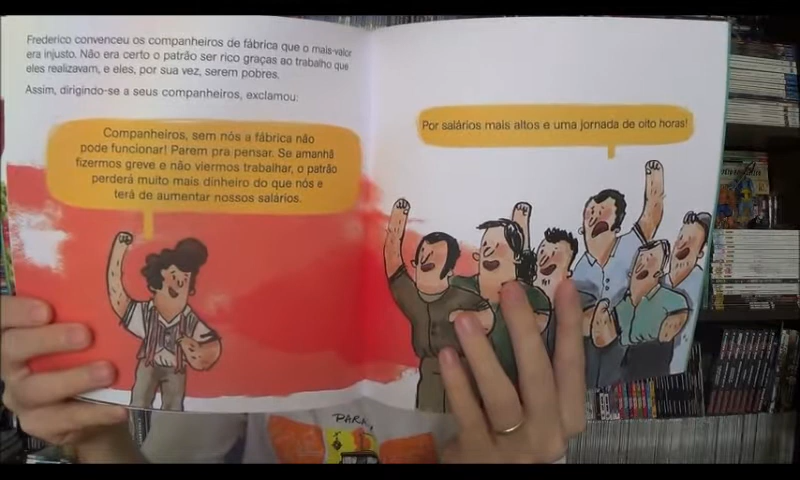 Frederico convenceu os companheiros de fábrica que o mais-valor
era injusto. Não era certo o patrão ser rico graças ao trabalho que
eles realizavam, e eles, por sua vez, serem pobres.
Assim, dirigindo-se a seus companheiros, exclamou:
Companheiros, sem nós a fábrica não
pode funcionar! Parem pra pensar. Se amanhã
fizermos greve e não viermos trabalhar, o patrão
perderá muito mais dinheiro do que nós e
terá de aumentar nossos salários.
Por salários mais altos e uma jornada de oito horas!